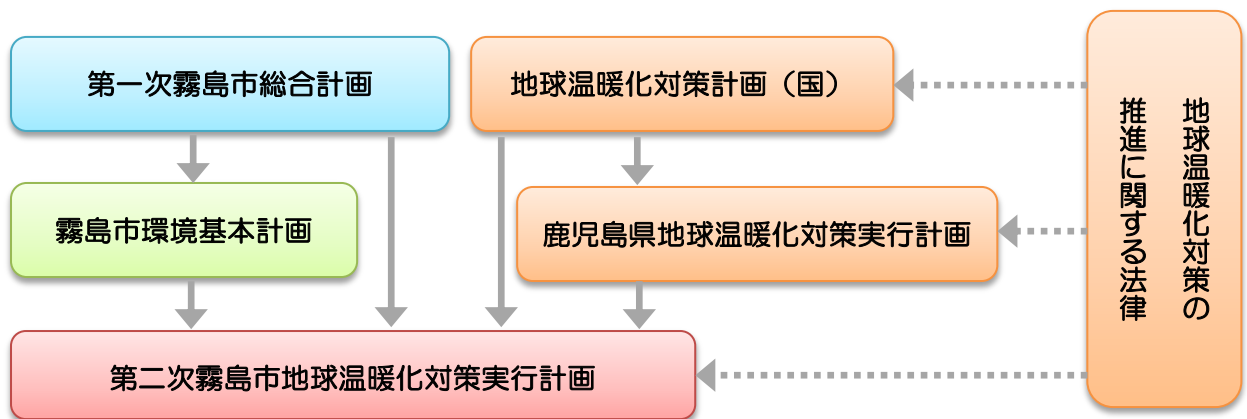 第一次霧島市総合計画
地球温暖化対策計画（国）
霧島市環境基本計画
鹿児島県地球温暖化対策実行計画
第二次霧島市地球温暖化対策実行計画
地球温暖化対策の
推進に関する法律